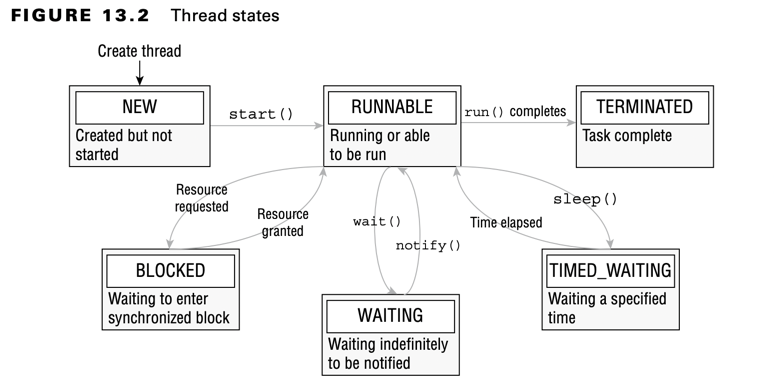 FIGURE 13.2 Thread states
Create thread
NEW
Created but not
started
start()
RUNNABLE
Running or able
to be run
run() completes
TERMINATED
Task complete
Resource
requested
Resource
granted
wait()
notify()
Time elapsed
sleep()
BLOCKED
Waiting to enter
synchronized block
WAITING
Waiting indefinitely
to be notified
TIMED_WAITING
Waiting a specified
time